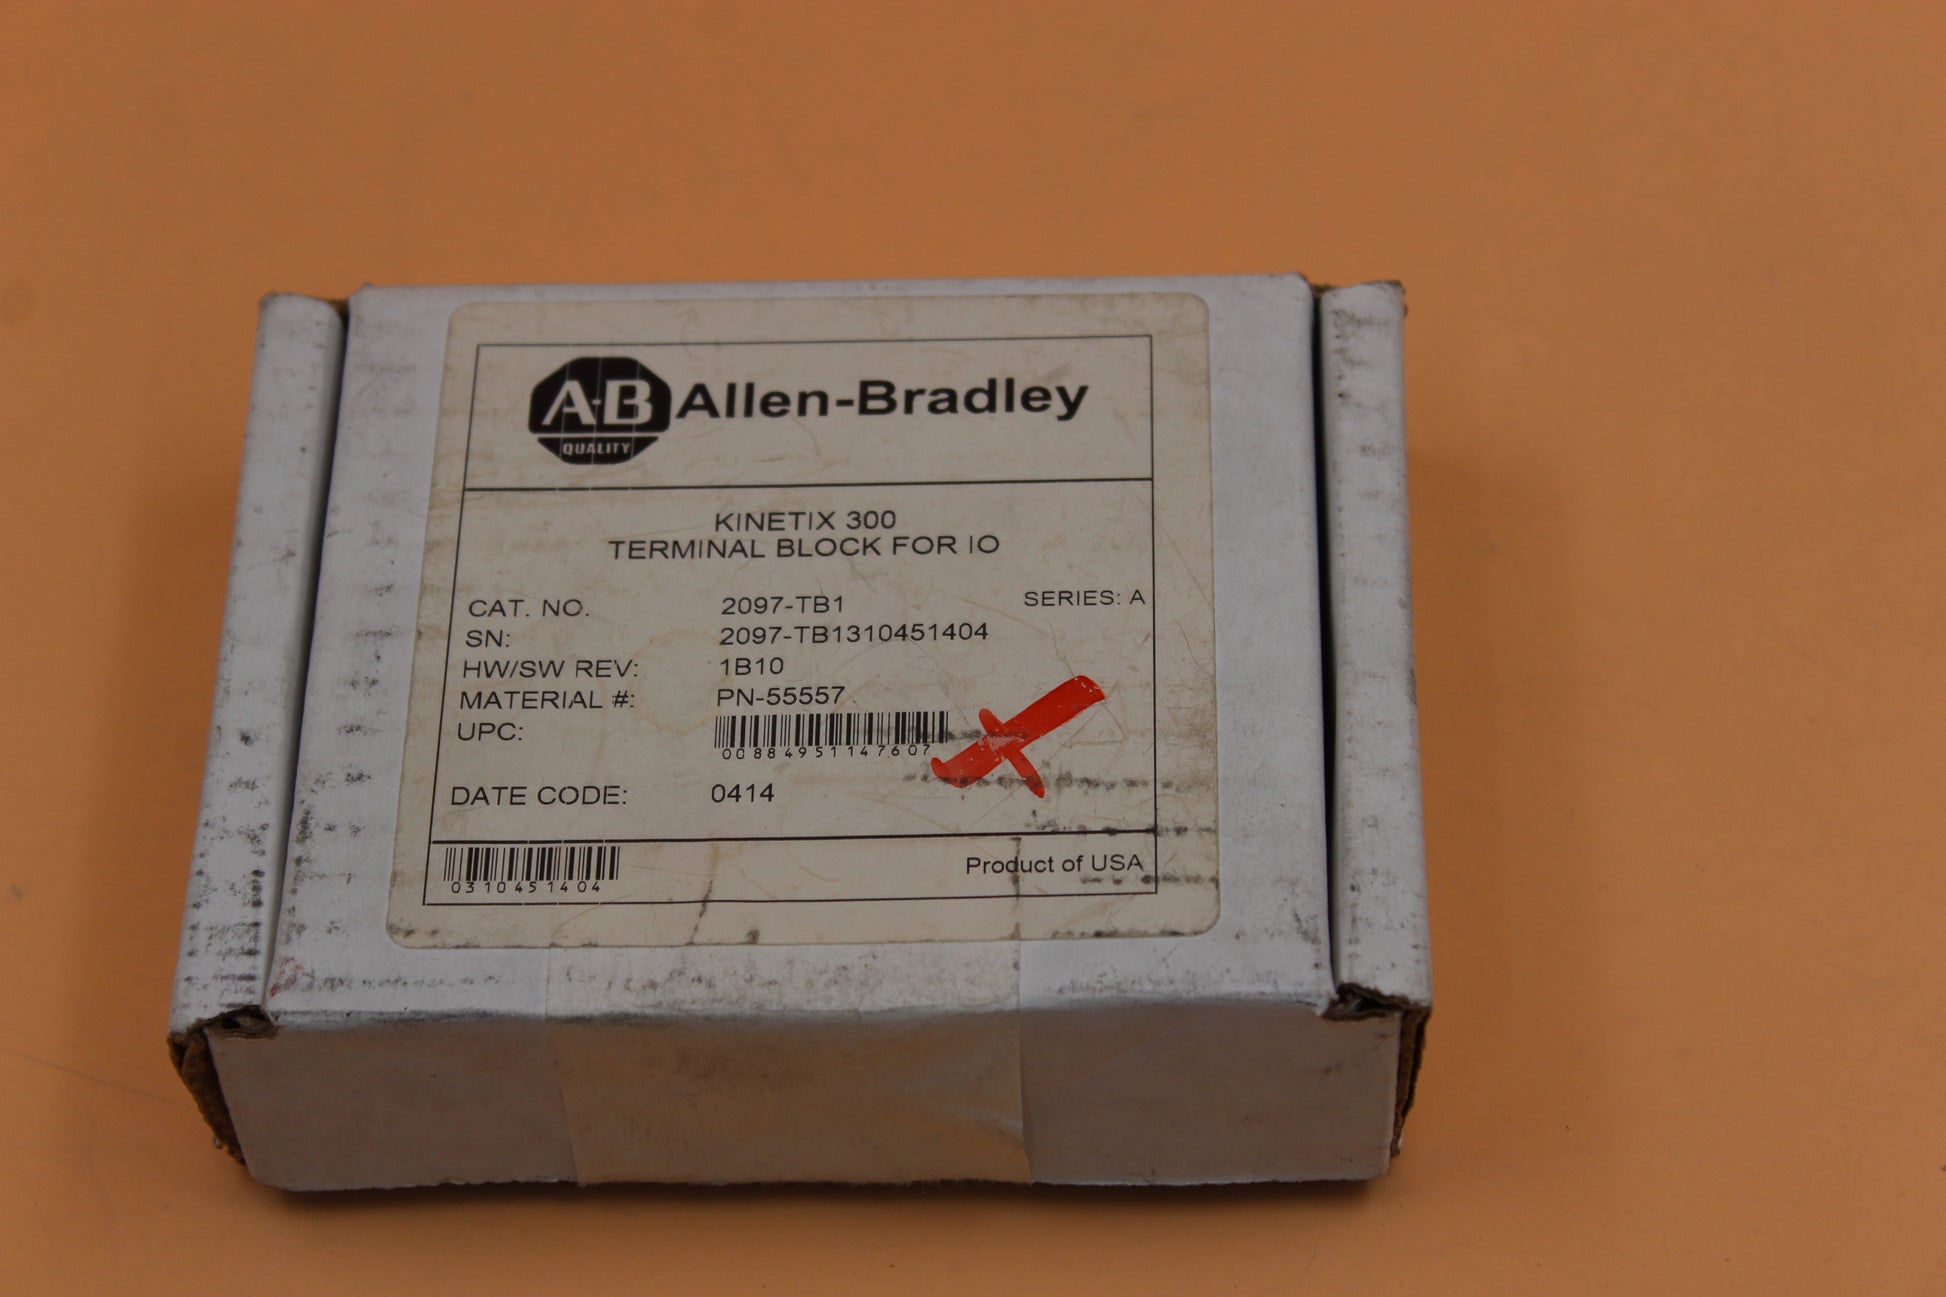 A-B Allen-Bradley
QUALITY
KINETIX 300
TERMINAL BLOCK FOR IO
CAT. NO. 2097-TB1 SERIES: A
SN: 2097-TB1310451404
HW/SW REV: 1B10
MATERIAL #: PN-55557
UPC:
00884951147607
DATE CODE: 0414
0310451404
Product of USA